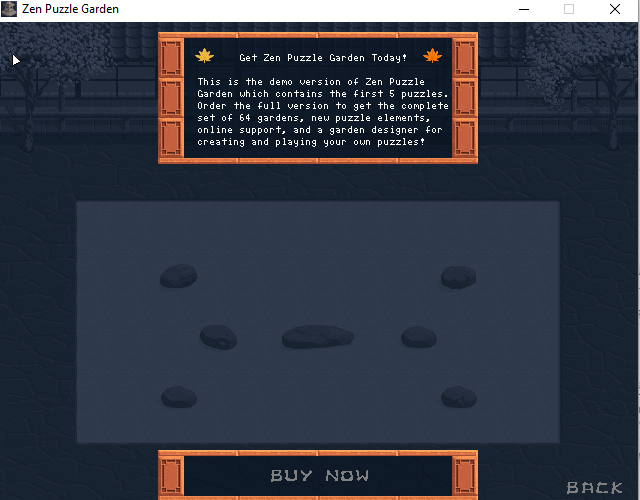 Zen Puzzle Garden
Get Zen Puzzle Garden Today!
This is the demo version of Zen Puzzle
Garden which contains the first 5 puzzles.
Order the full version to get the complete
set of 64 gardens, new puzzle elements,
online support, and a garden designer for
creating and playing your own puzzles!
BUY NOW
BACK